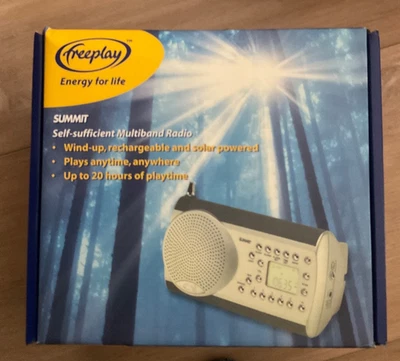 freeplay™
Energy for life
SUMMIT
Self-sufficient Multiband Radio
• Wind-up, rechargeable and solar powered
• Plays anytime, anywhere
• Up to 20 hours of playtime